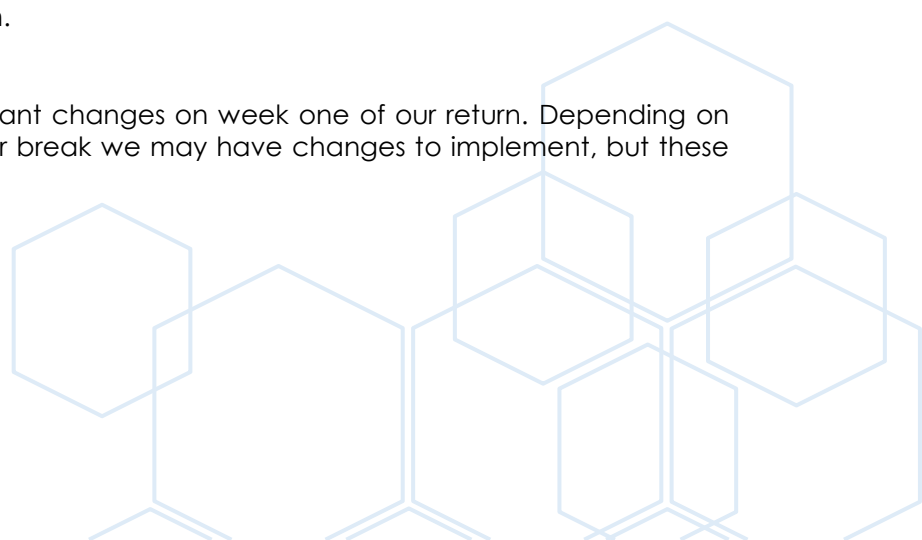 .
ant changes on week one of our return. Depending on
r break we may have changes to implement, but these